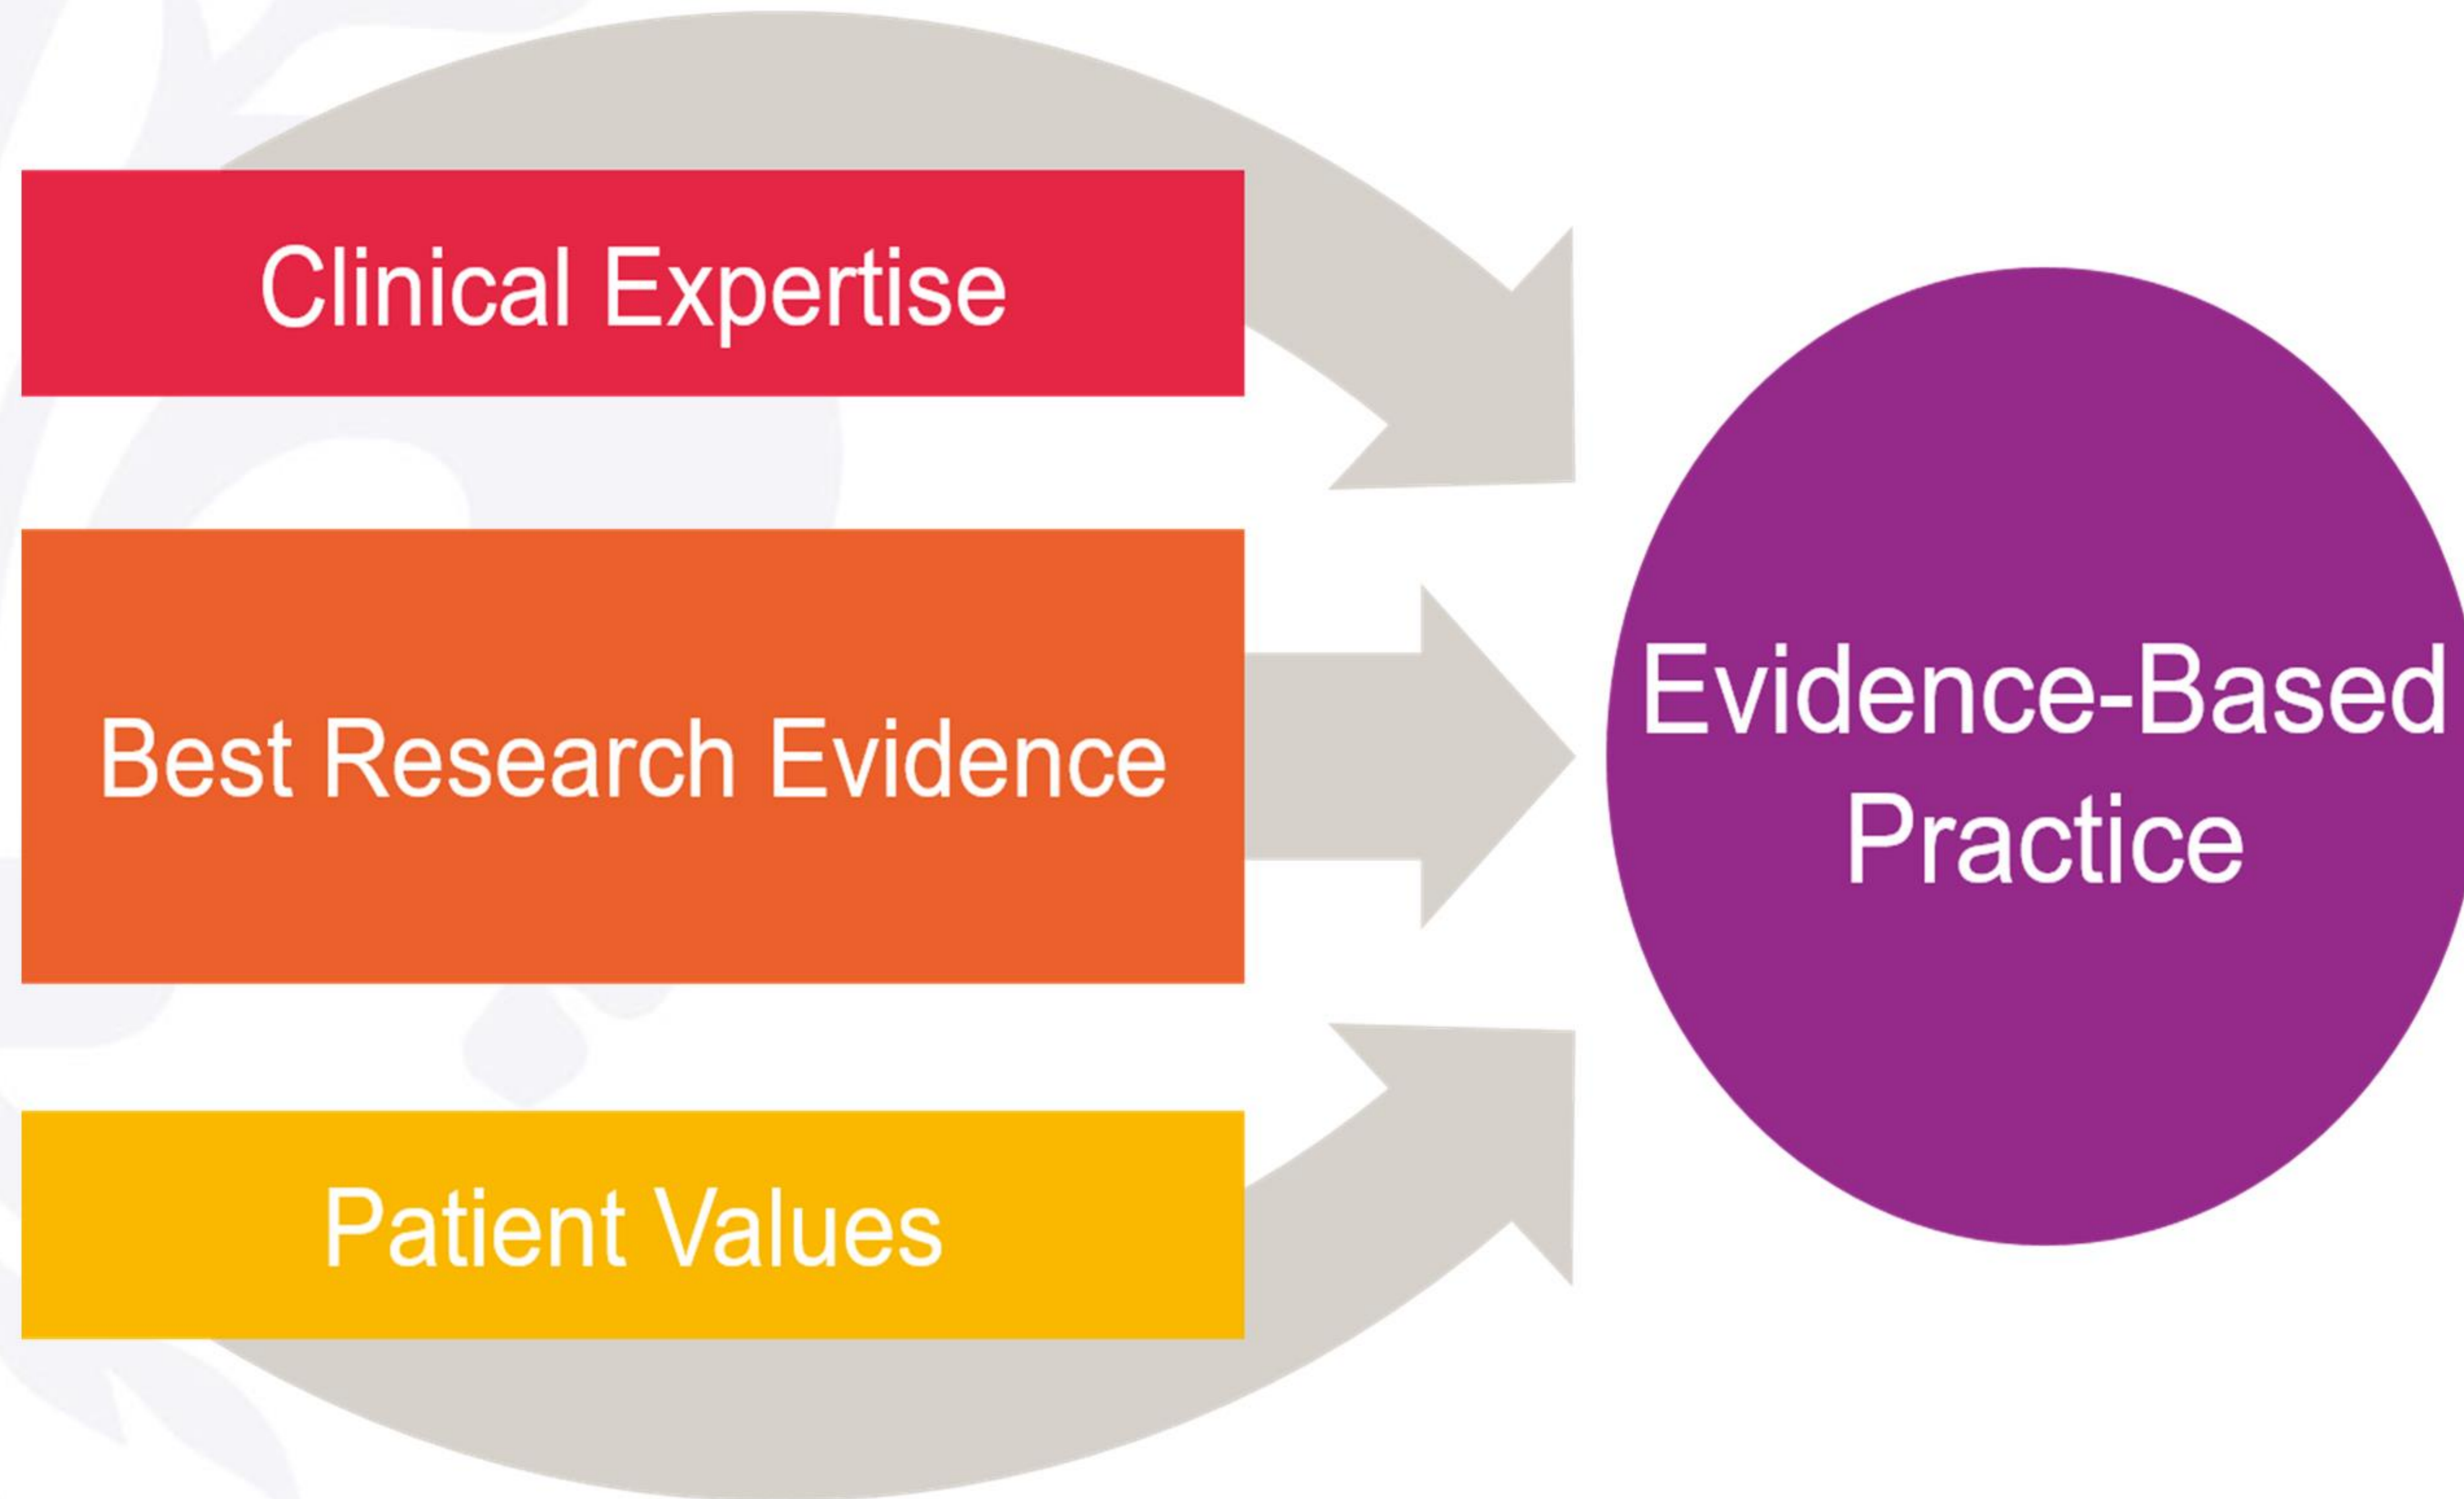 Clinical Expertise
Best Research Evidence
Patient Values
Evidence-Based
Practice